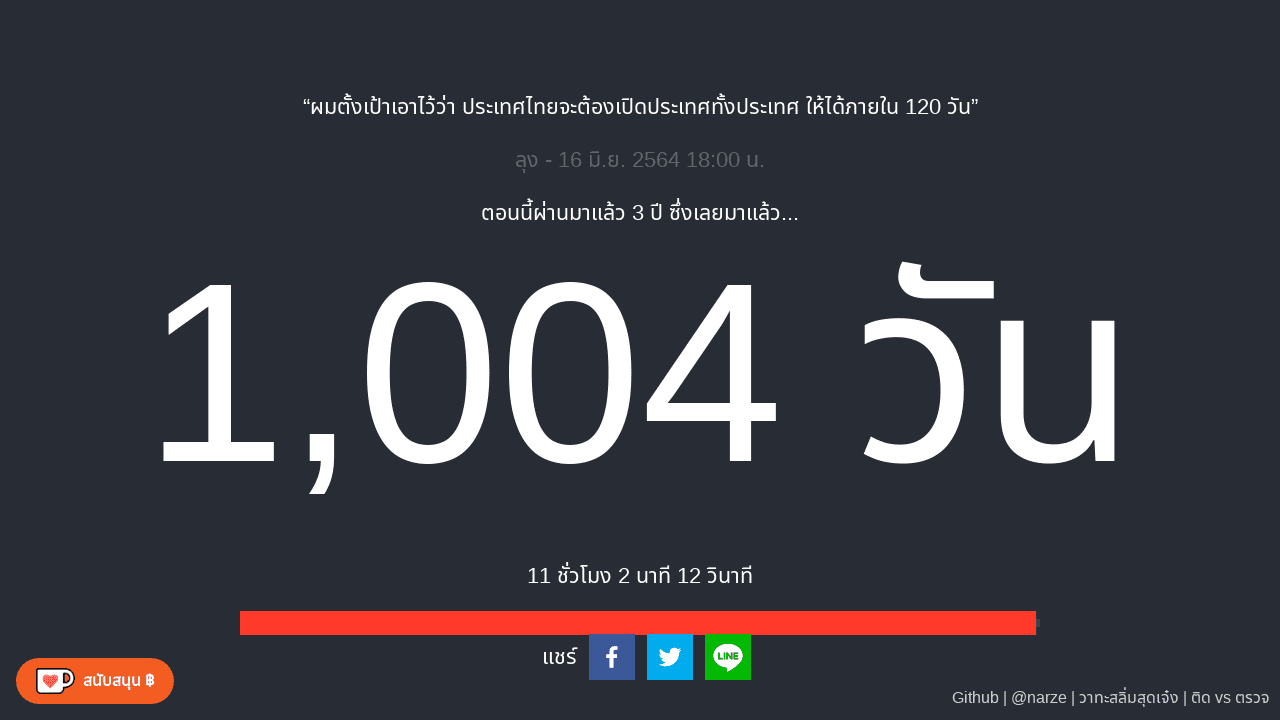 “ผมตั้งเป้าเอาไว้ว่า ประเทศไทยจะต้องเปิดประเทศทั้งประเทศ ให้ได้ภายใน 120 วัน”
ลุง - 16 มิ.ย. 2564 18:00 น.
ตอนนี้ผ่านมาแล้ว 3 ปี ซึ่งเลยมาแล้ว...
1,004 วัน
11 ชั่วโมง 2 นาที 12 วินาที
แชร์
LINE
สนับสนุน ฿
Github | @narze | วาทะสลิ่มสุดเจ๋ง | ติด vs ตรวจ